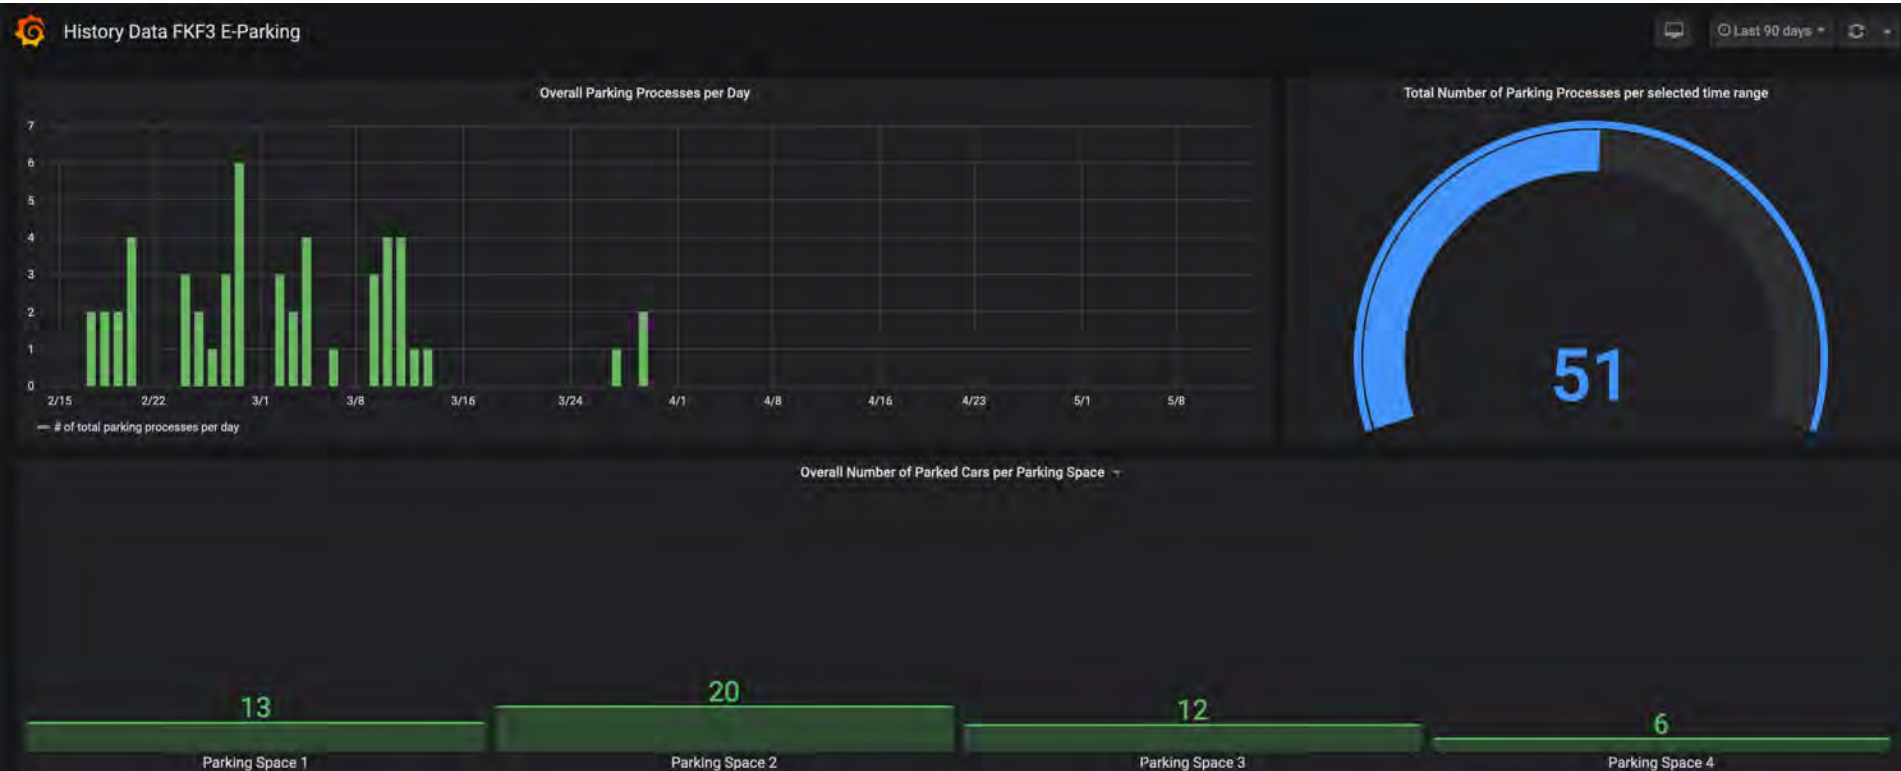 History Data FKF3 E-Parking
Last 90 days
Overall Parking Processes per Day
7
6
5
4
3
2
1
0
2/15 2/22 3/1 3/8 3/16 3/24 4/1 4/8 4/16 4/23 5/1 5/8
# of total parking processes per day
Total Number of Parking Processes per selected time range
51
Overall Number of Parked Cars per Parking Space
13 20 12 6
Parking Space 1 Parking Space 2 Parking Space 3 Parking Space 4